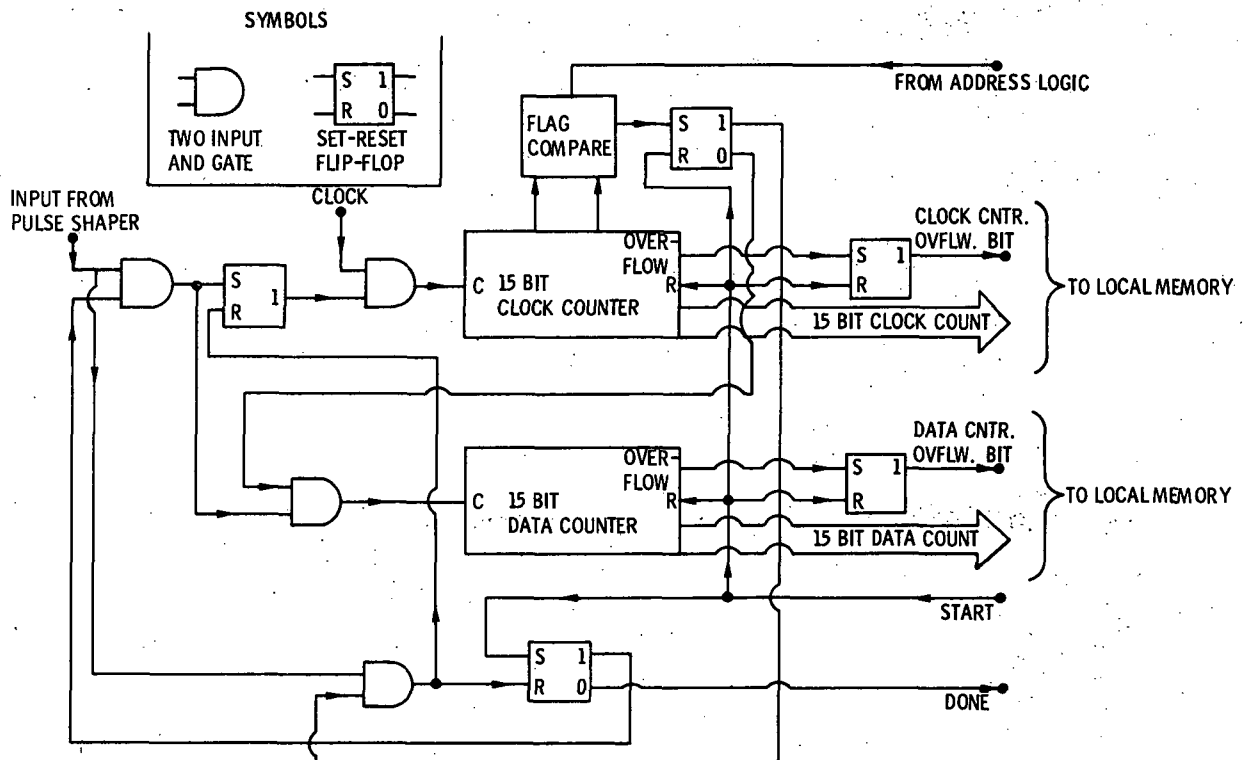 SYMBOLS
S 1
R 0
TWO INPUT
AND GATE
SET-RESET
FLIP-FLOP
FROM ADDRESS LOGIC
FLAG
COMPARE
S 1
R 0
INPUT FROM
PULSE SHAPER
CLOCK
S
1
R
C 15 BIT
CLOCK COUNTER
OVER-
FLOW
R
S 1
R
CLOCK CNTR.
OVFLW. BIT
15 BIT CLOCK COUNT
TO LOCAL MEMORY
C 15 BIT
DATA COUNTER
OVER-
FLOW
R
S 1
R
DATA CNTR.
OVFLW. BIT
15 BIT DATA COUNT
TO LOCAL MEMORY
START
S 1
R 0
DONE